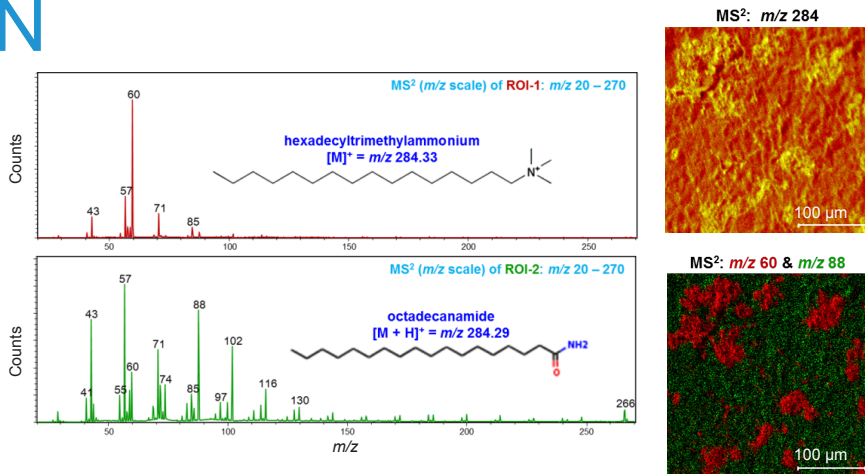 N
MS²: m/z 284
MS² (m/z scale) of ROI-1: m/z 20 – 270
60
hexadecyltrimethylammonium
[M]⁺ = m/z 284.33
N⁺
57
43
71
85
Counts
50
100
150
200
250
100 µm
MS²: m/z 60 & m/z 88
MS² (m/z scale) of ROI-2: m/z 20 – 270
57
88
43
octadecanamide
[M + H]⁺ = m/z 284.29
NH2
O
71
102
60
74
41
55
85
97
116
130
266
Counts
50
100
150
200
250
m/z
100 µm